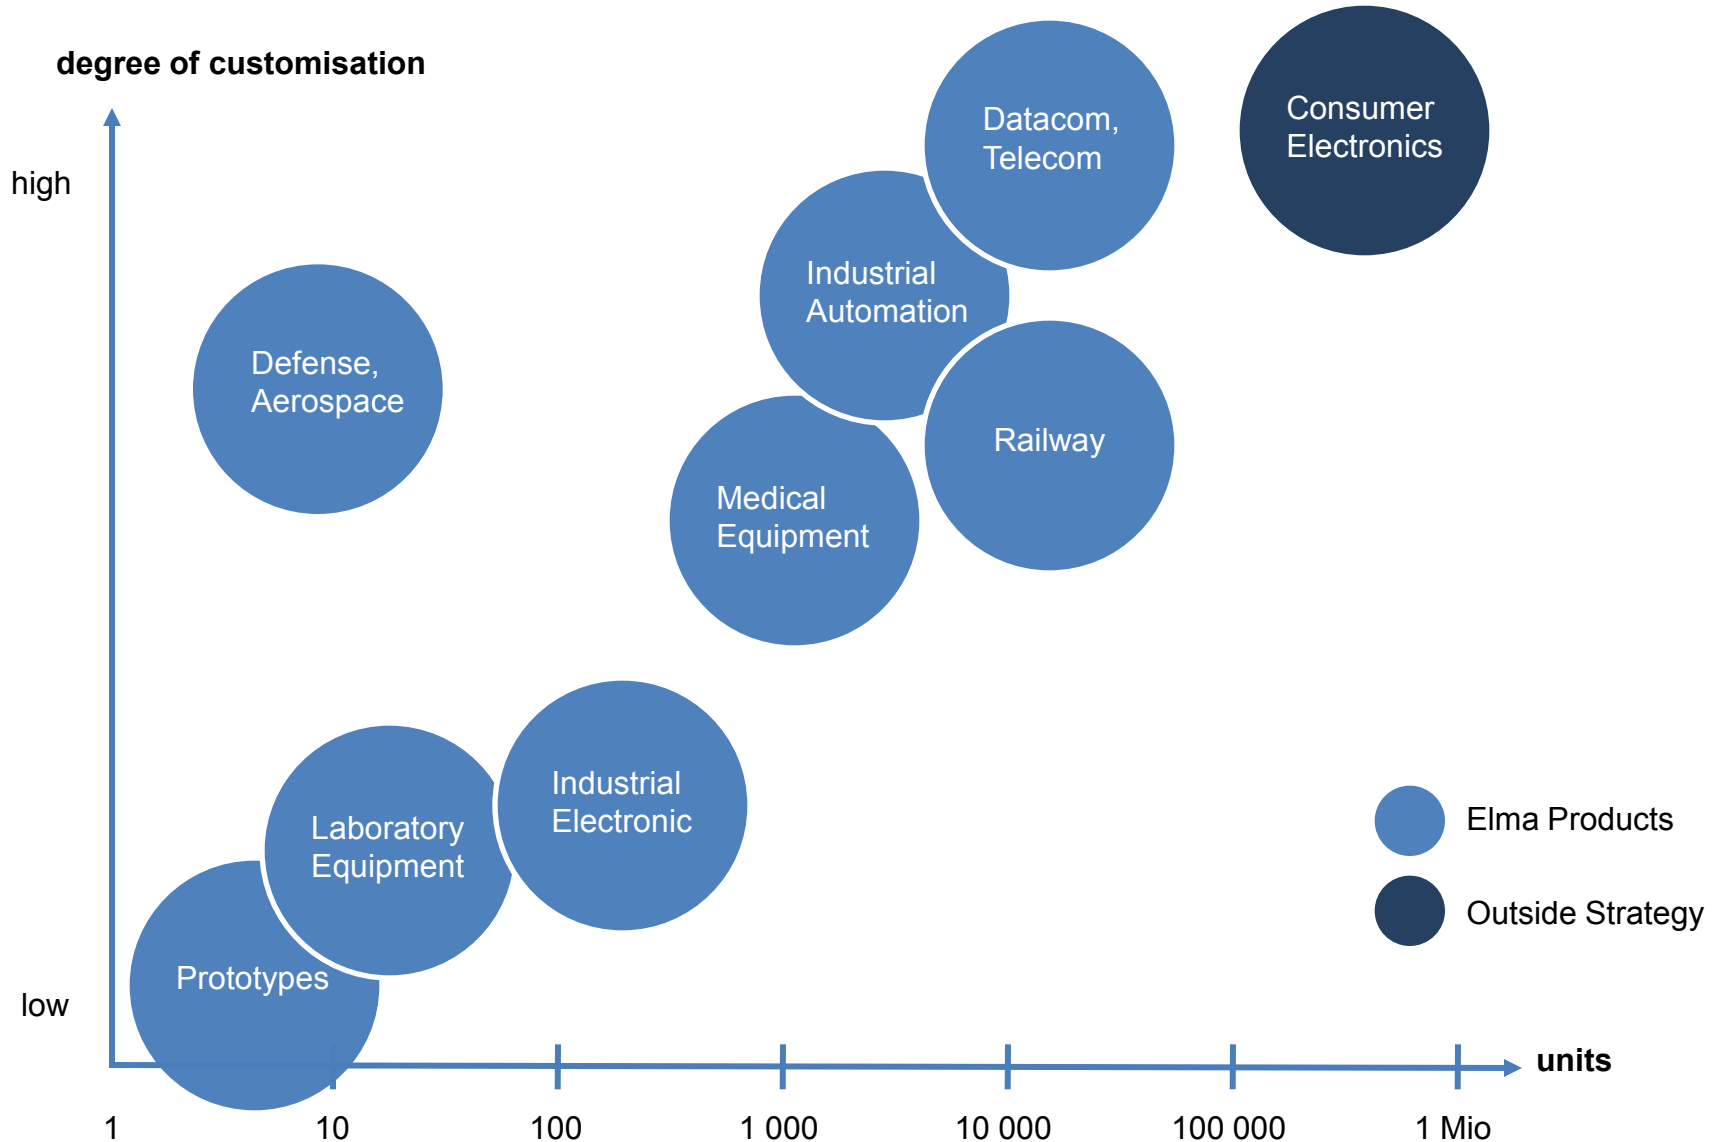 degree of customisation
high
Datacom,
Telecom
Consumer
Electronics
Industrial
Automation
Defense,
Aerospace
Railway
Medical
Equipment
Industrial
Electronic
Laboratory
Equipment
Prototypes
Elma Products
Outside Strategy
low
units
1 10 100 1 000 10 000 100 000 1 Mio